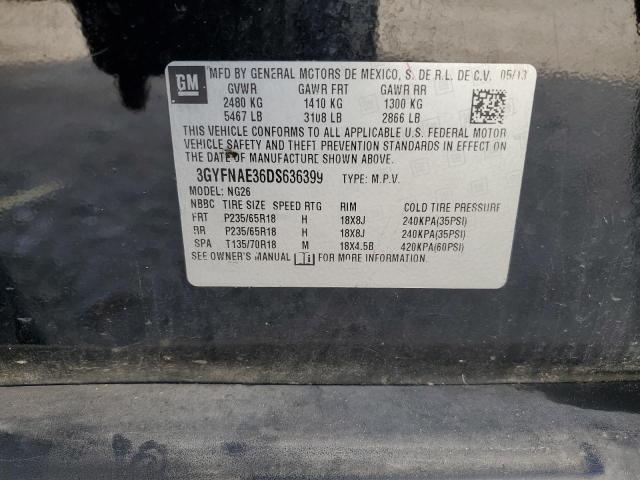 GM
MFD BY GENERAL MOTORS DE MEXICO, S. DE R.L. DE C.V. 05/13
GVWR GAWR FRT GAWR RR
2480 KG 1410 KG 1300 KG
5467 LB 3108 LB 2866 LB
THIS VEHICLE CONFORMS TO ALL APPLICABLE U.S. FEDERAL MOTOR
VEHICLE SAFETY AND THEFT PREVENTION STANDARDS IN EFFECT ON
THE DATE OF MANUFACTURE SHOWN ABOVE.
3GYFNAE36DS636399 TYPE: M.P.V.
MODEL: NG26
NBBC TIRE SIZE SPEED RTG RIM COLD TIRE PRESSURE
FRT P235/65R18 H 18X8J 240KPA(35PSI)
RR P235/65R18 H 18X8J 240KPA(35PSI)
SPA T135/70R18 M 18X4.5B 420KPA(60PSI)
SEE OWNER'S MANUAL FOR MORE INFORMATION.